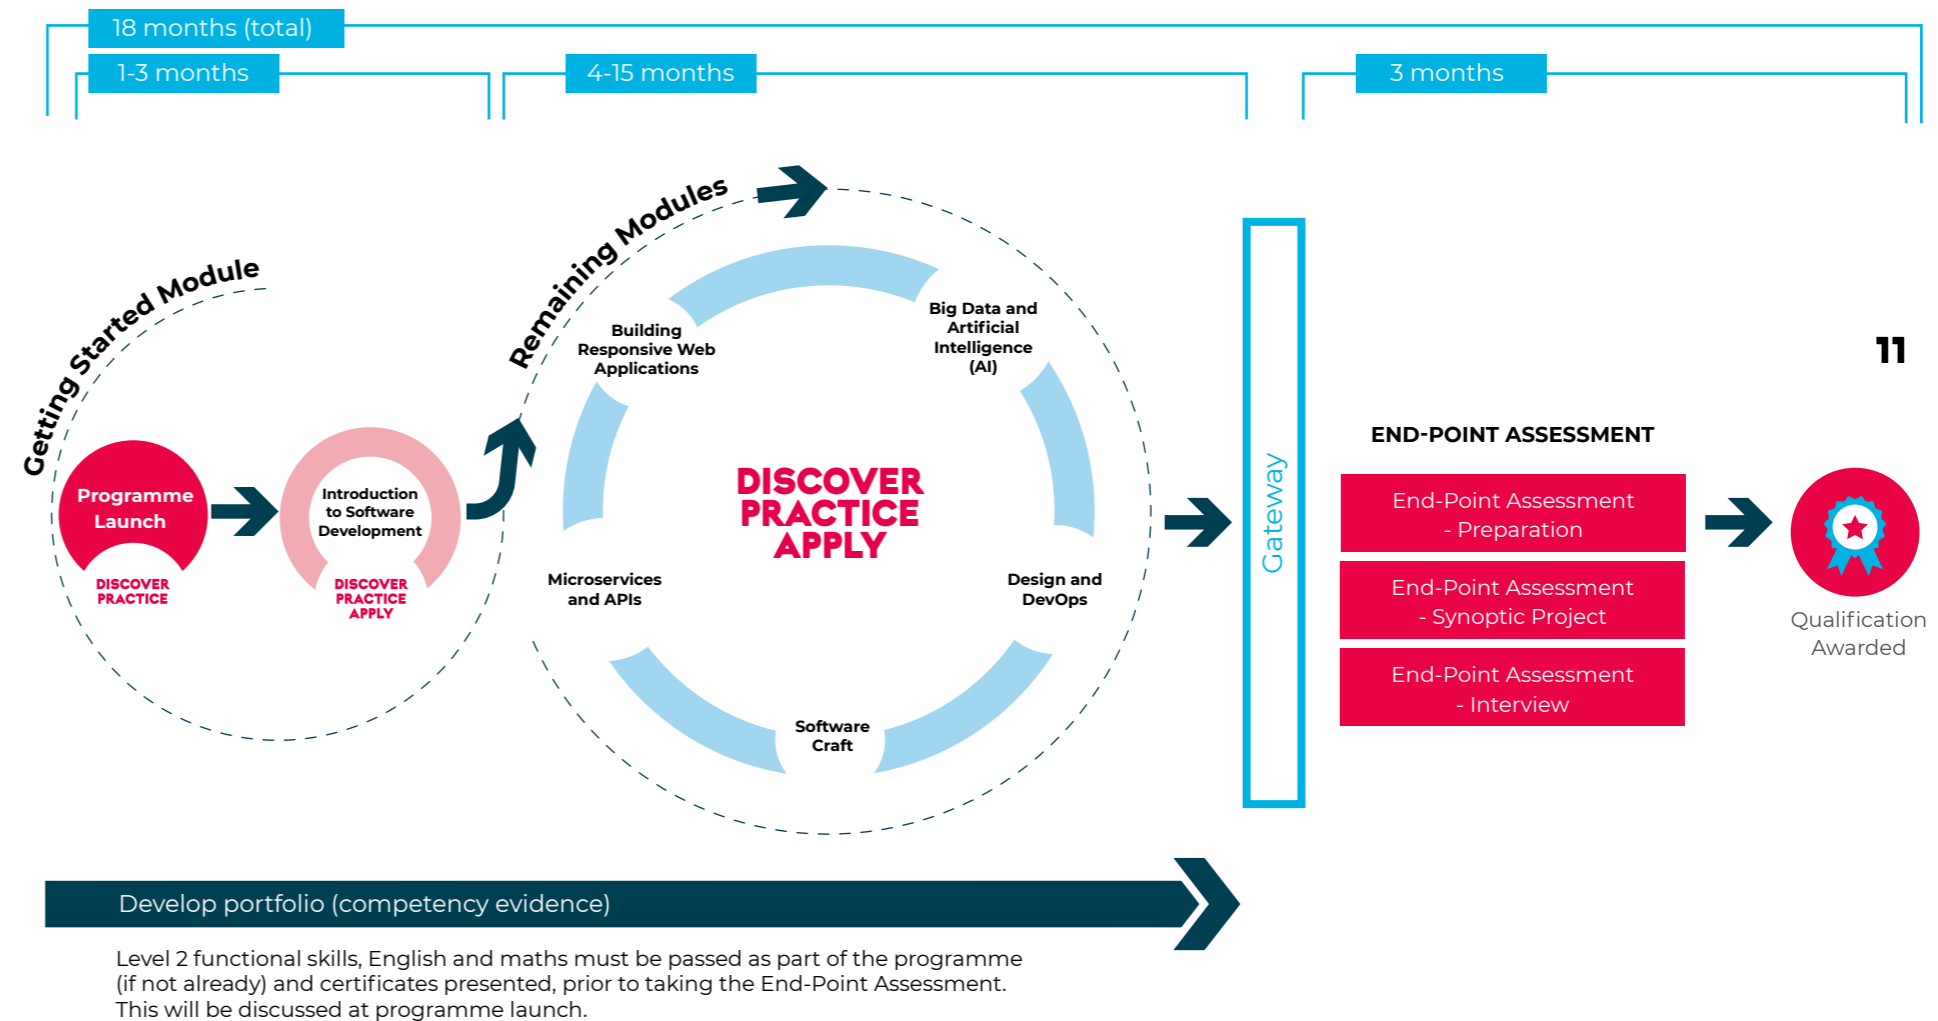 18 months (total)
1-3 months
4-15 months
3 months
Getting Started Module
Programme
Launch
DISCOVER
PRACTICE
Introduction
to Software
Development
DISCOVER
PRACTICE
APPLY
Remaining Modules
Building
Responsive Web
Applications
Big Data and
Artificial
Intelligence
(AI)
DISCOVER
PRACTICE
APPLY
Microservices
and APIs
Design and
DevOps
Software
Craft
Gateway
11
END-POINT ASSESSMENT
End-Point Assessment
- Preparation
End-Point Assessment
- Synoptic Project
End-Point Assessment
- Interview
Qualification
Awarded
Develop portfolio (competency evidence)
Level 2 functional skills, English and maths must be passed as part of the programme
(if not already) and certificates presented, prior to taking the End-Point Assessment.
This will be discussed at programme launch.